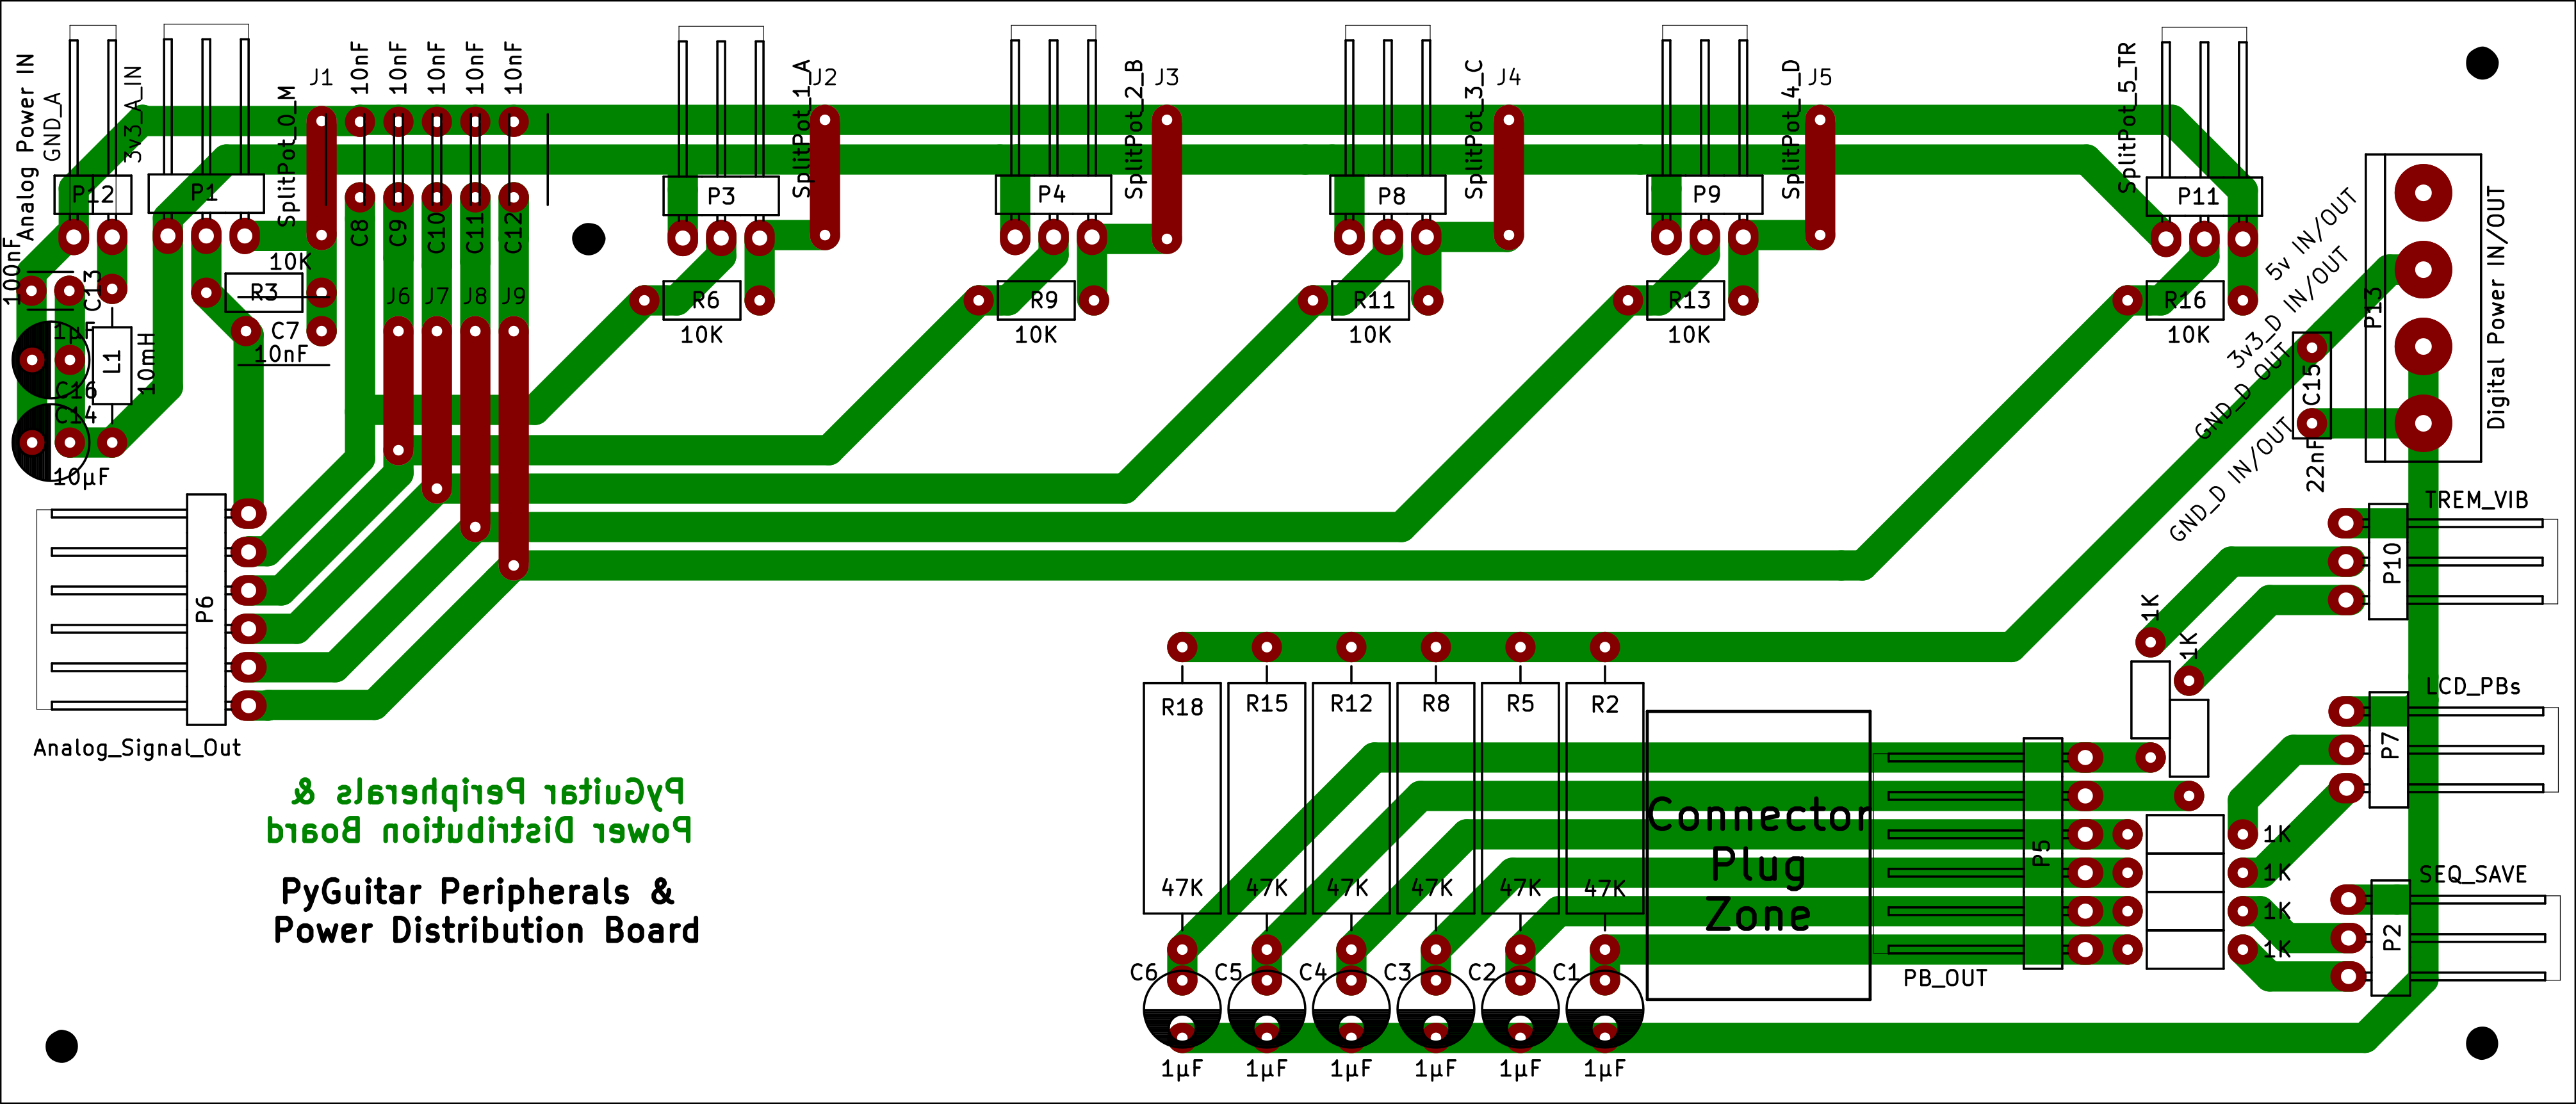 Analog Power IN
GND_A
3v3_A_IN
P12
P1
SplitPot_0_M
J1
10nF
10nF
10nF
10nF
10nF
C8
C9
C10
C11
C12
P3
SplitPot_1_A
J2
P4
SplitPot_2_B
J3
P8
SplitPot_3_C
J4
P9
SplitPot_4_D
J5
P11
SplitPot_5_TR
100nF
C13
1µF
C16
C14
10µF
L1
10mH
10K
R3
C7
10nF
J6
J7
J8
J9
R6
10K
R9
10K
R11
10K
R13
10K
R16
10K
5v IN/OUT
3v3_D IN/OUT
GND_D OUT
GND_D IN/OUT
P13
Digital Power IN/OUT
C15
22nF
TREM_VIB
P10
P6
Analog_Signal_Out
1K
1K
LCD_PBs
P7
R18
R15
R12
R8
R5
R2
47K
47K
47K
47K
47K
47K
Connector
Plug
Zone
P5
PB_OUT
1K
1K
1K
1K
SEQ_SAVE
P2
PyGuitar Peripherals &
Power Distribution Board
PyGuitar Peripherals &
Power Distribution Board
C6
C5
C4
C3
C2
C1
1µF
1µF
1µF
1µF
1µF
1µF